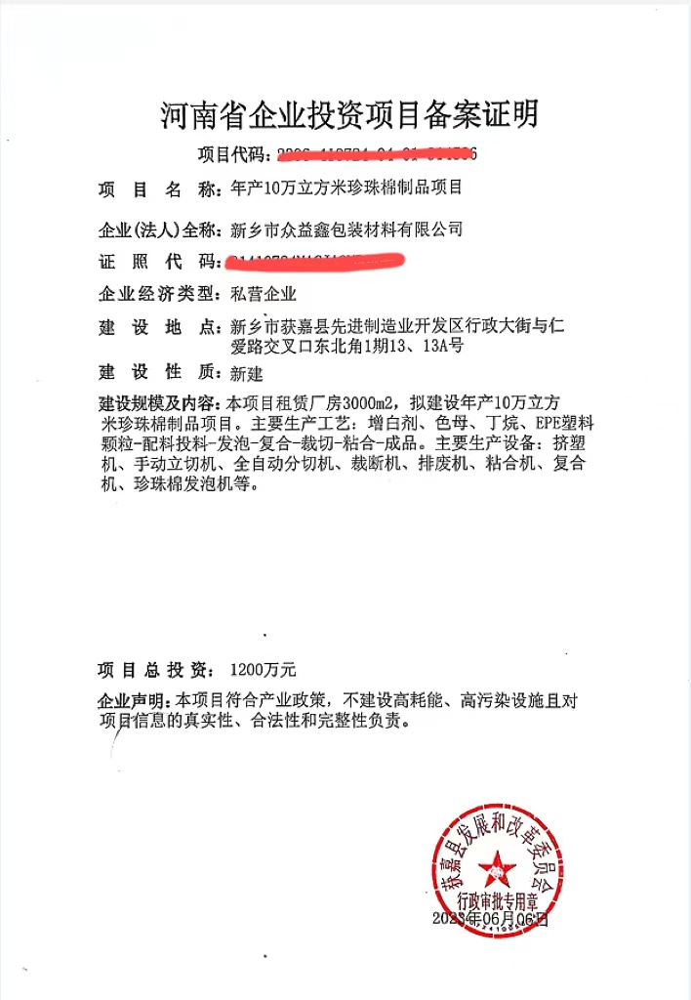 河南省企业投资项目备案证明
项目代码:
项目名称:年产10万立方米珍珠棉制品项目
企业(法人)全称:新乡市众益鑫包装材料有限公司
证照代码:
企业经济类型:私营企业
建设地点:新乡市获嘉县先进制造业开发区行政大街与仁
爱路交叉口东北角1期13、13A号
建设性质:新建
建设规模及内容:本项目租赁厂房3000m2,拟建设年产10万立方
米珍珠棉制品项目。主要生产工艺:增白剂、色母、丁烷、EPE塑料
颗粒-配料投料-发泡-复合-裁切-粘合-成品。主要生产设备:挤塑
机、手动立切机、全自动分切机、裁断机、排废机、粘合机、复合
机、珍珠棉发泡机等。
项目总投资:1200万元
企业声明:本项目符合产业政策,不建设高耗能、高污染设施且对
项目信息的真实性、合法性和完整性负责。
获嘉县发展和改革委员会
行政审批专用章
2023年06月06日